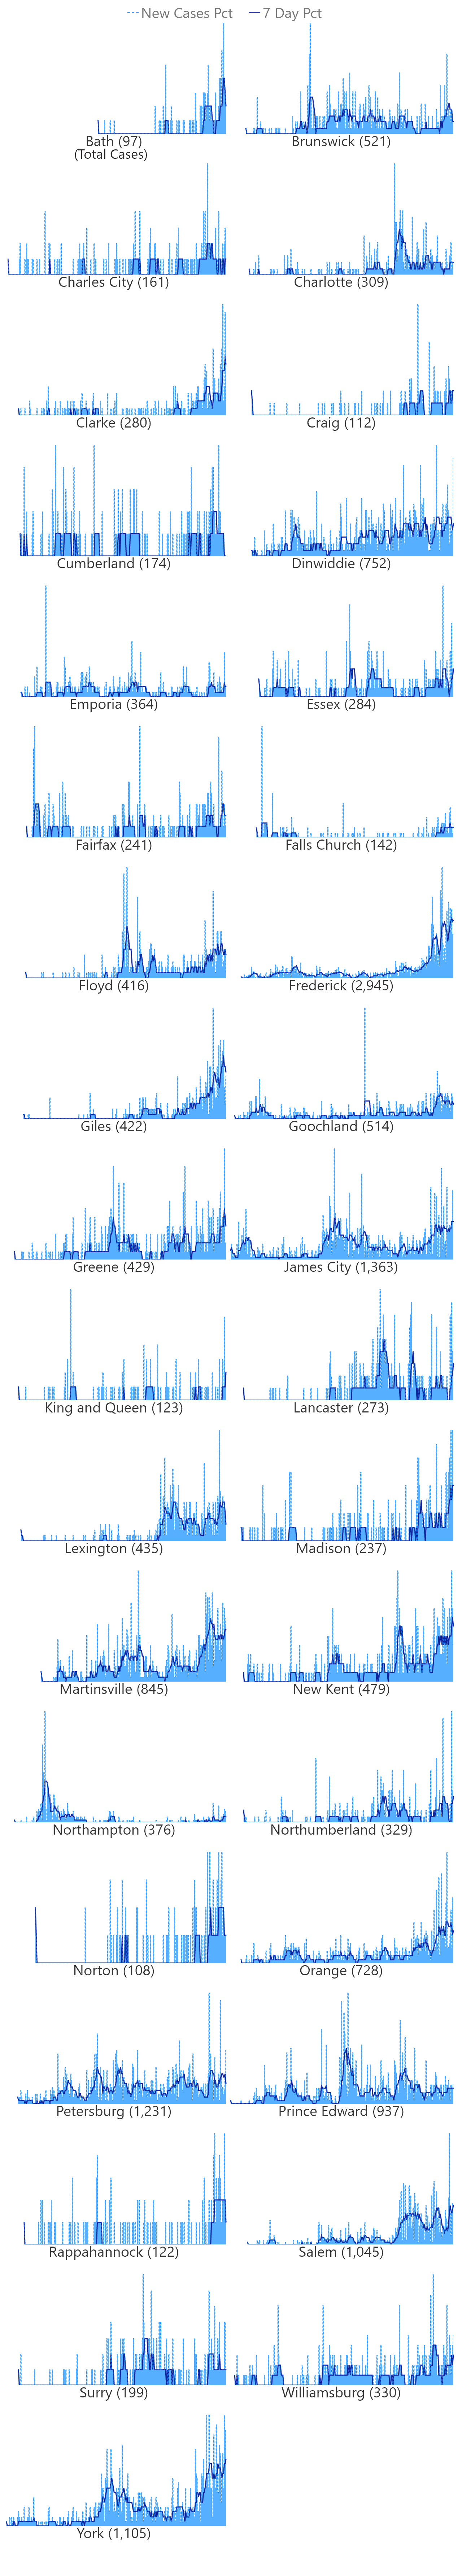 New Cases Pct 7 Day Pct
Bath (97)
(Total Cases)
Brunswick (521)
Charles City (161)
Charlotte (309)
Clarke (280)
Craig (112)
Cumberland (174)
Dinwiddie (752)
Emporia (364)
Essex (284)
Fairfax (241)
Falls Church (142)
Floyd (416)
Frederick (2,945)
Giles (422)
Goochland (514)
Greene (429)
James City (1,363)
King and Queen (123)
Lancaster (273)
Lexington (435)
Madison (237)
Martinsville (845)
New Kent (479)
Northampton (376)
Northumberland (329)
Norton (108)
Orange (728)
Petersburg (1,231)
Prince Edward (937)
Rappahannock (122)
Salem (1,045)
Surry (199)
Williamsburg (330)
York (1,105)